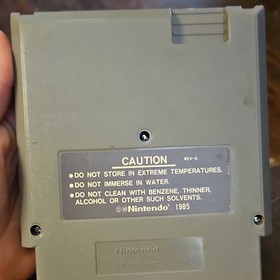 CAUTION REV-A
•DO NOT STORE IN EXTREME TEMPERATURES.
•DO NOT IMMERSE IN WATER.
•DO NOT CLEAN WITH BENZENE, THINNER,
ALCOHOL OR OTHER SUCH SOLVENTS.
©Nintendo 1985
Nintendo